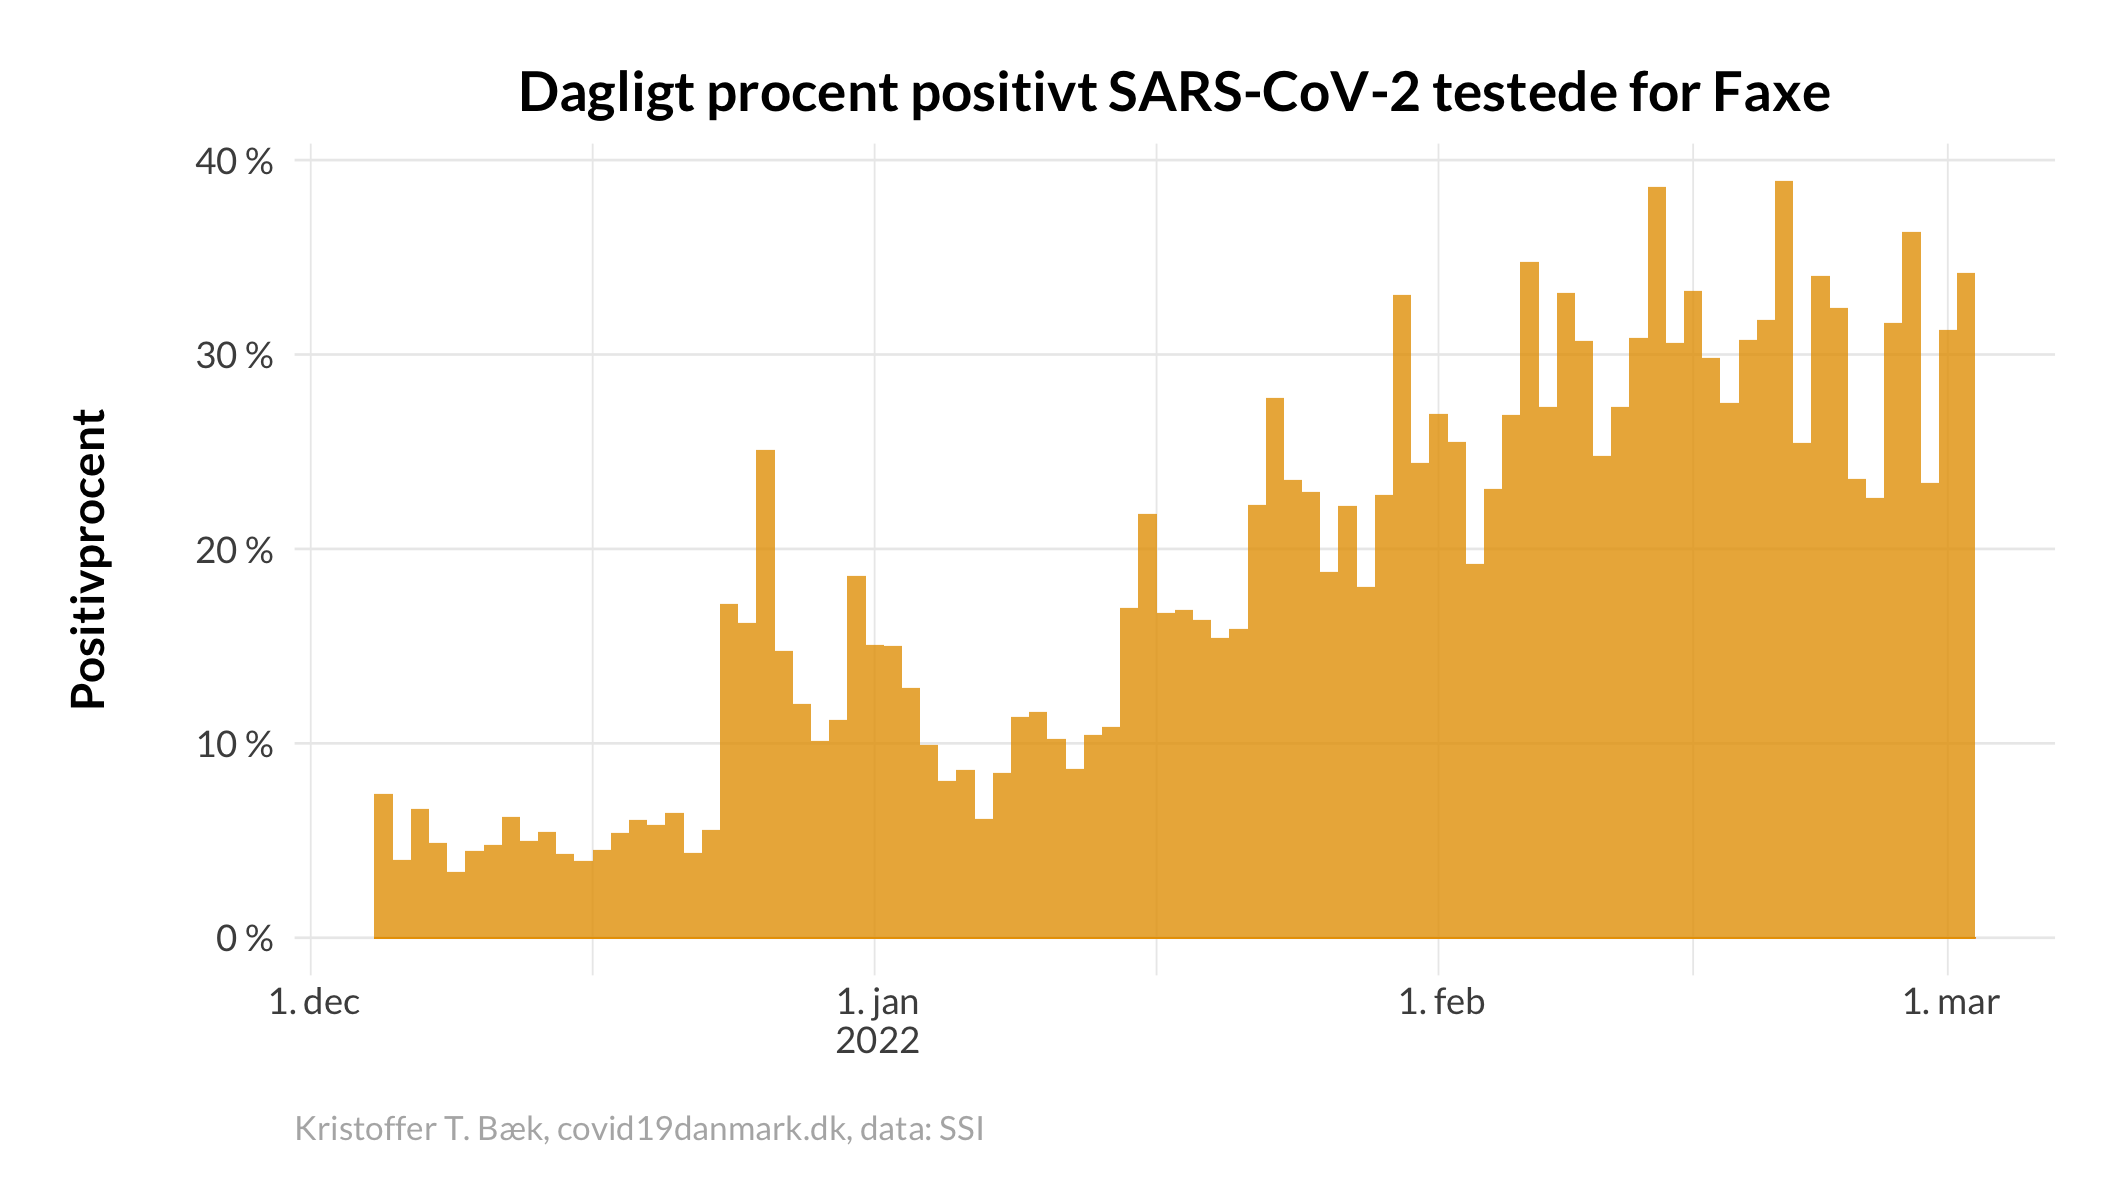 Dagligt procent positivt SARS-CoV-2 testede for Faxe
Positivprocent
40 %
30 %
20 %
10 %
0 %
1. dec
1. jan
2022
1. feb
1. mar
Kristoffer T. Bæk, covid19danmark.dk, data: SSI